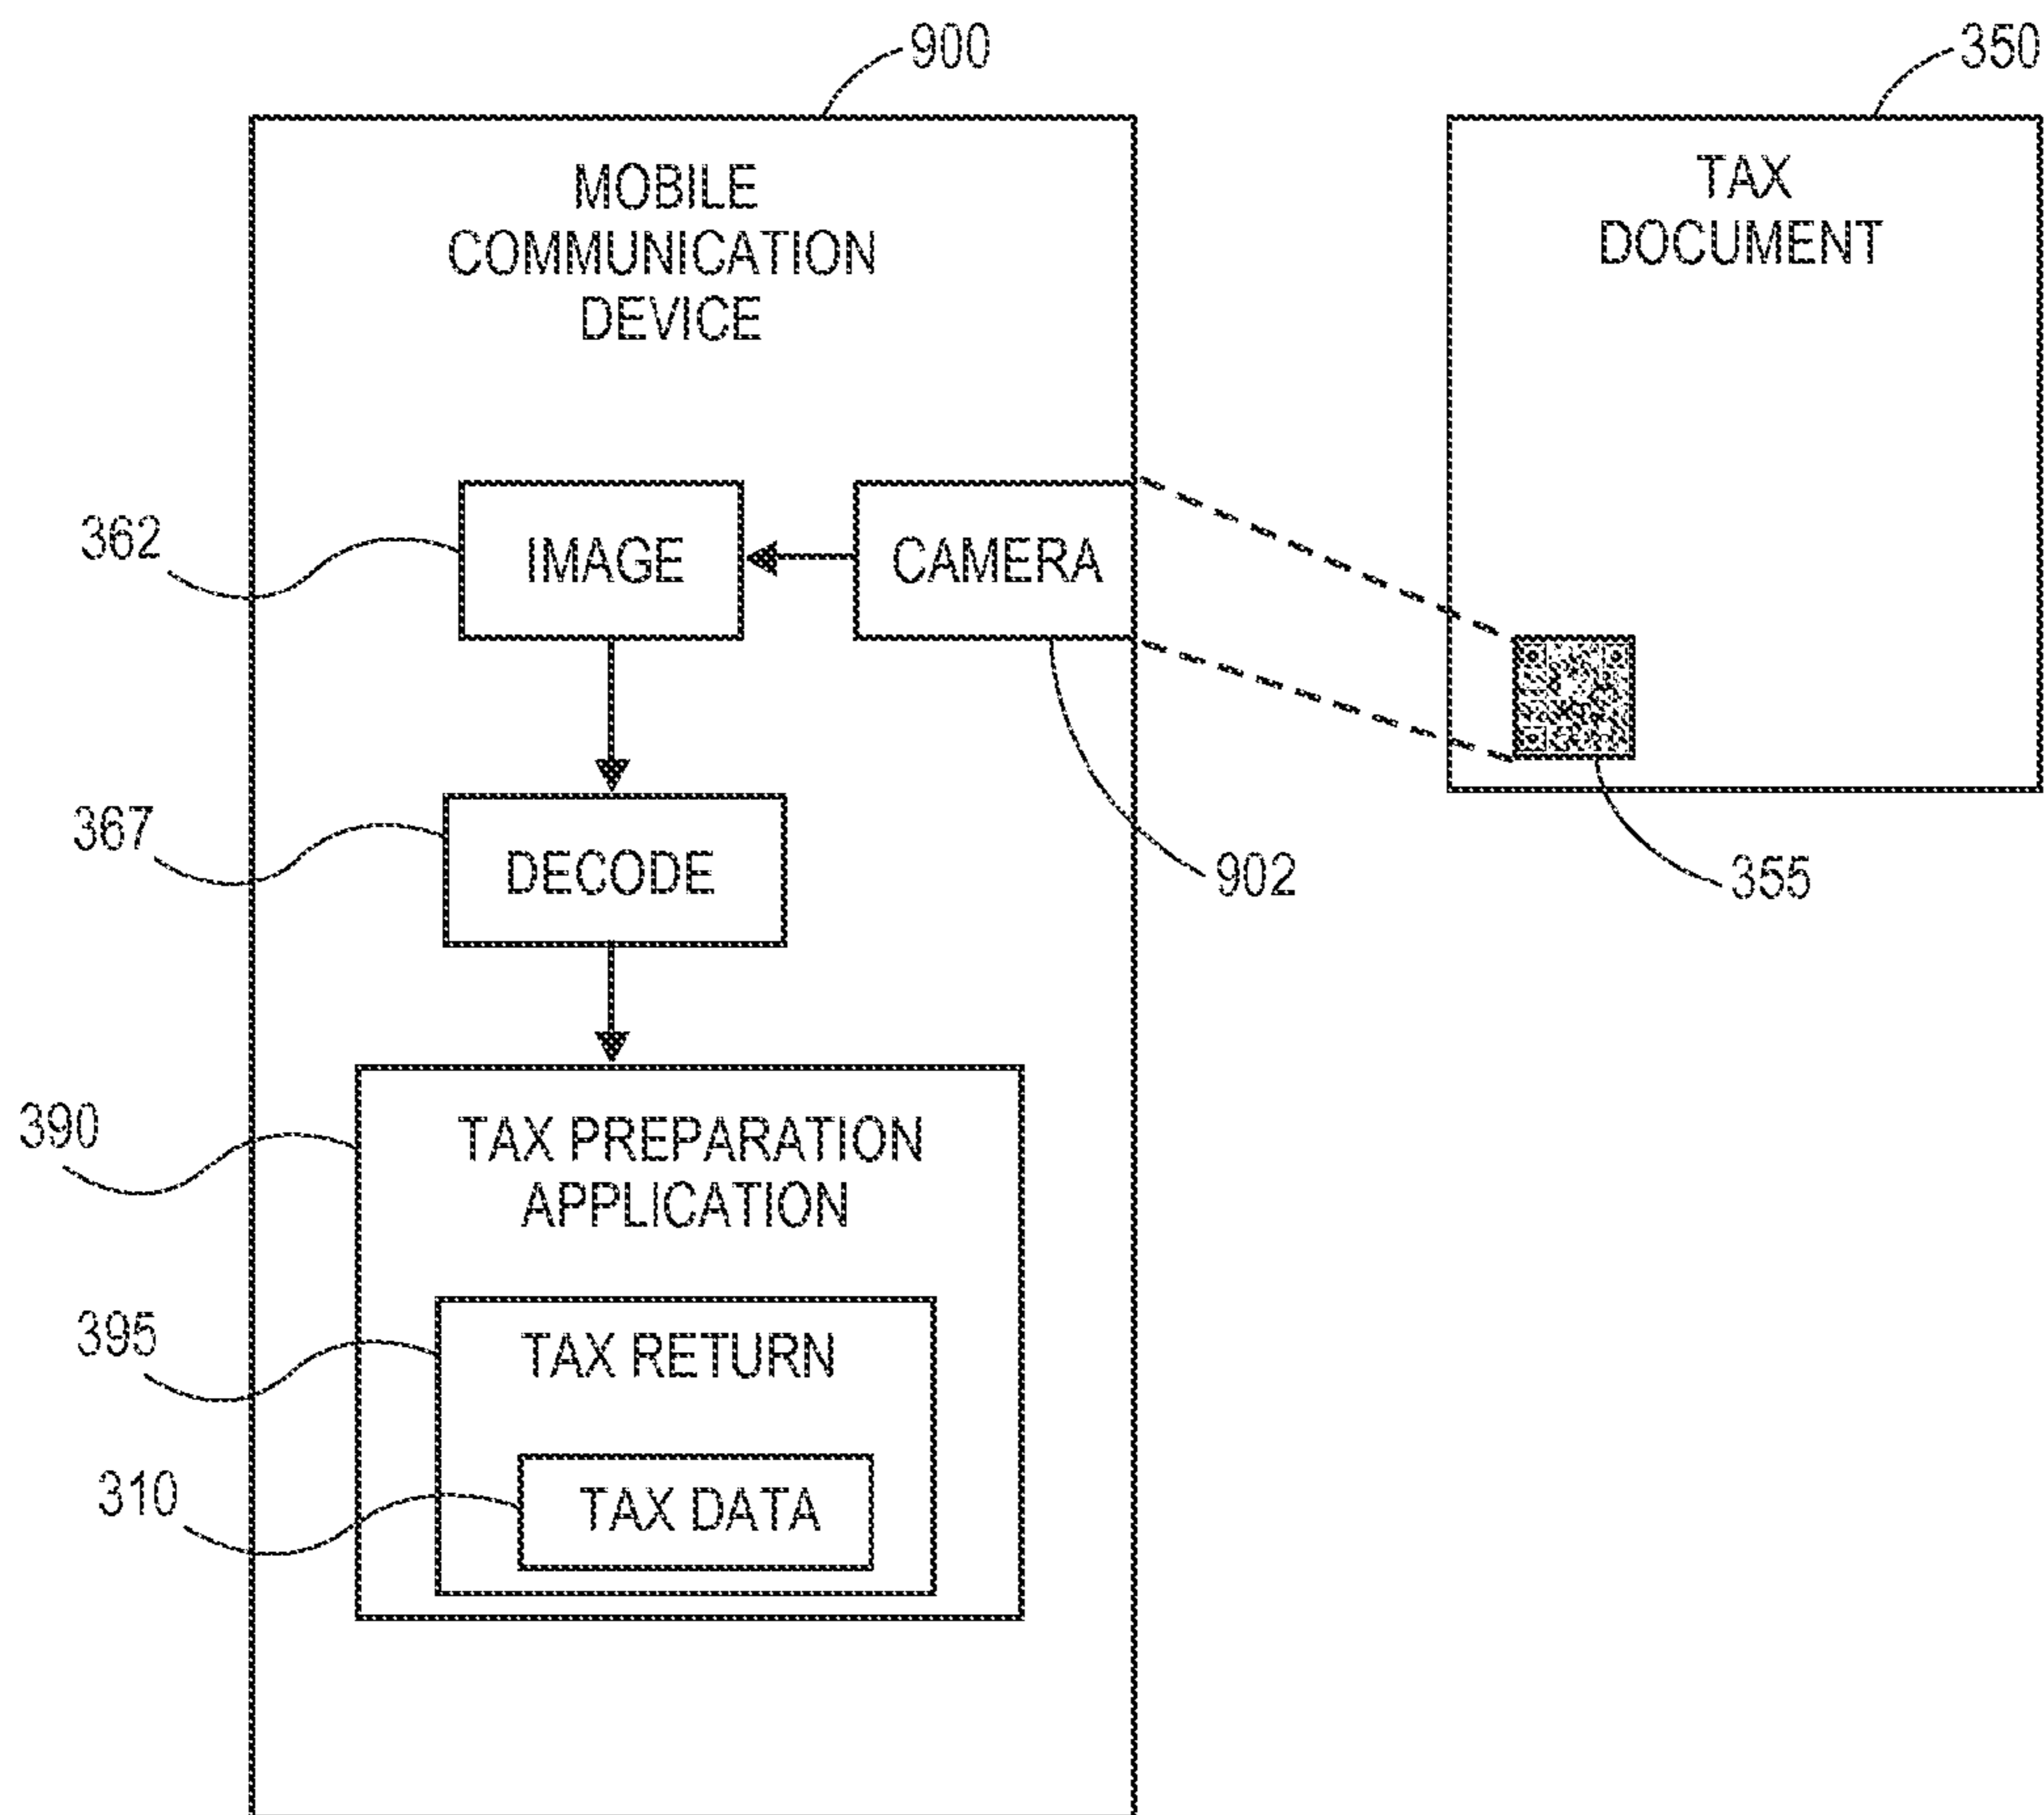 900
350
MOBILE
COMMUNICATION
DEVICE
TAX
DOCUMENT
362
IMAGE
CAMERA
367
DECODE
902
355
390
TAX PREPARATION
APPLICATION
395
TAX RETURN
310
TAX DATA